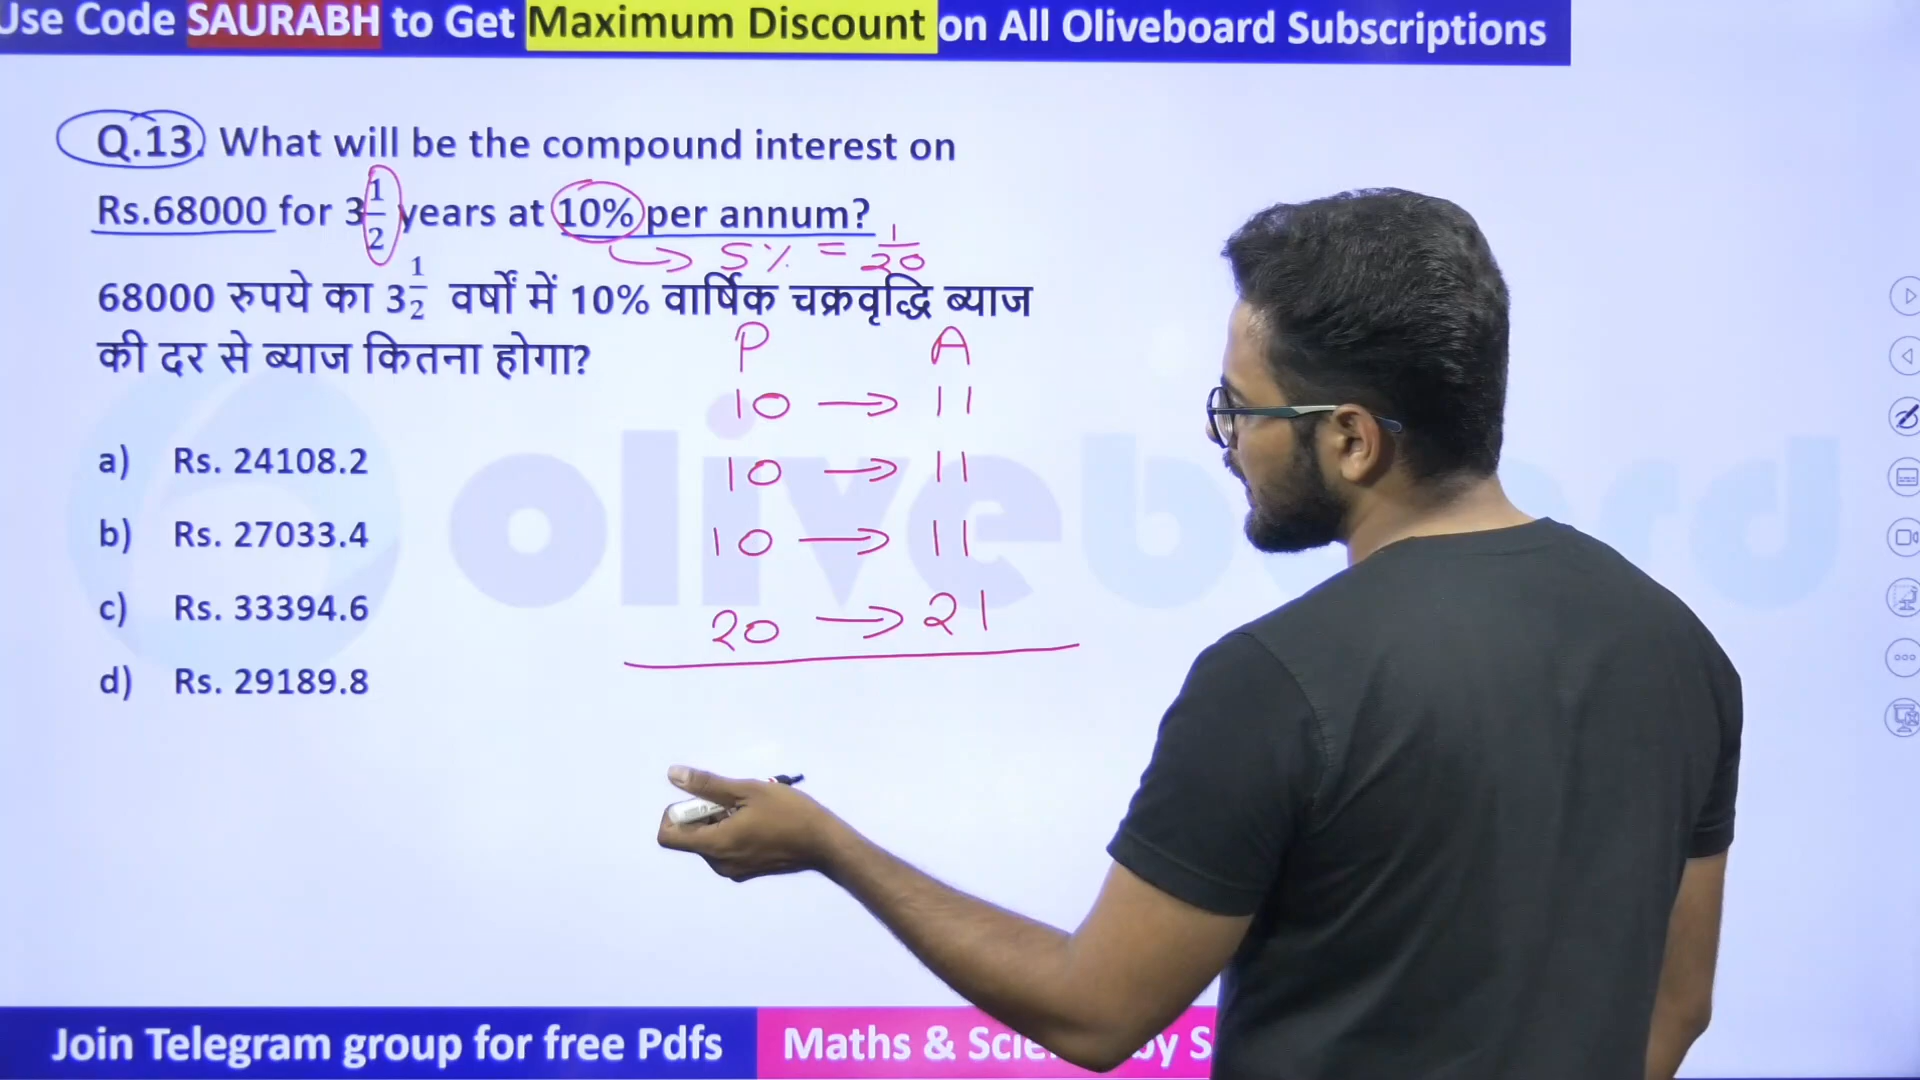 Use Code SAURABH to Get Maximum Discount on All Oliveboard Subscriptions
Q.13. What will be the compound interest on
Rs.68000 for 3 1/2 years at 10% per annum?
5% = 1/20
68000 रुपये का 3 1/2 वर्षों में 10% वार्षिक चक्रवृद्धि ब्याज
की दर से ब्याज कितना होगा?
P A
10 → 11
10 → 11
10 → 11
20 → 21
a) Rs. 24108.2
b) Rs. 27033.4
c) Rs. 33394.6
d) Rs. 29189.8
oliveboard
Join Telegram group for free Pdfs
Maths & by S